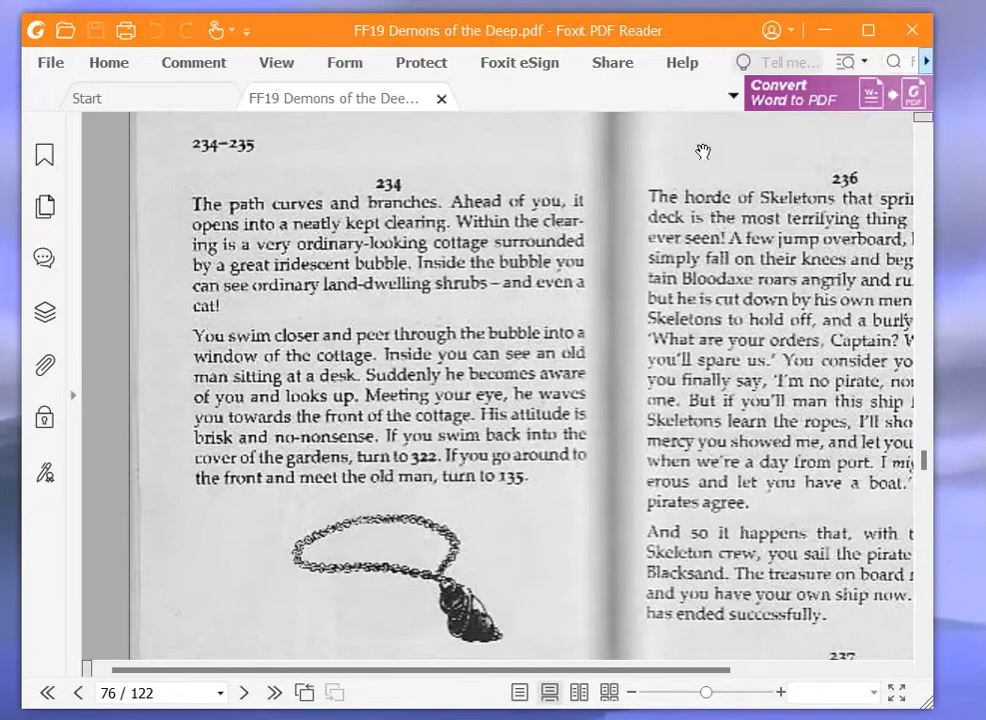 FF19 Demons of the Deep.pdf - Foxit PDF Reader
File Home Comment View Form Protect Foxit eSign Share Help Tell me... F
Start FF19 Demons of the Dee...
Convert
Word to PDF
234–235
234
The path curves and branches. Ahead of you, it
opens into a neatly kept clearing. Within the clear-
ing is a very ordinary-looking cottage surrounded
by a great iridescent bubble. Inside the bubble you
can see ordinary land-dwelling shrubs – and even a
cat!
You swim closer and peer through the bubble into a
window of the cottage. Inside you can see an old
man sitting at a desk. Suddenly he becomes aware
of you and looks up. Meeting your eye, he waves
you towards the front of the cottage. His attitude is
brisk and no-nonsense. If you swim back into the
cover of the gardens, turn to 322. If you go around to
the front and meet the old man, turn to 135.
236
The horde of Skeletons that spri
deck is the most terrifying thing
ever seen! A few jump overboard,
simply fall on their knees and beg
tain Bloodaxe roars angrily and ru
but he is cut down by his own men
Skeletons to hold off, and a burly
'What are your orders, Captain? W
you'll spare us.' You consider yo
you finally say, 'I'm no pirate, no
one. But if you'll man this ship
Skeletons learn the ropes, I'll sho
mercy you showed me, and let you
when we're a day from port. I mi
erous and let you have a boat.'
pirates agree.
And so it happens that, with t
Skeleton crew, you sail the pirate
Blacksand. The treasure on board
and you have your own ship now.
has ended successfully.
237
76 / 122